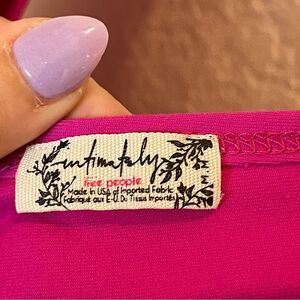 intimately
free people
Made in USA of Imported Fabric
Fabriqué aux E-U. De Tissus Importés
M